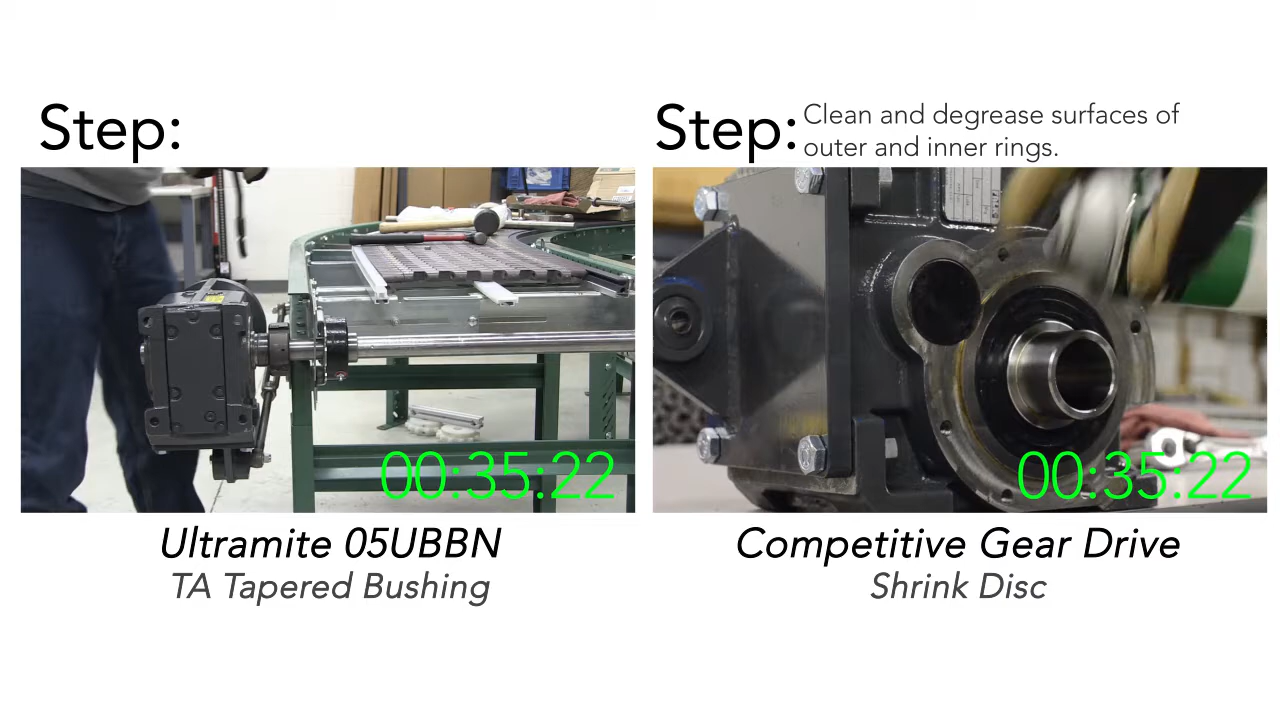 Step:
Step:
Clean and degrease surfaces of
outer and inner rings.
00:35:22
00:35:22
Ultramite 05UBBN
Competitive Gear Drive
TA Tapered Bushing
Shrink Disc